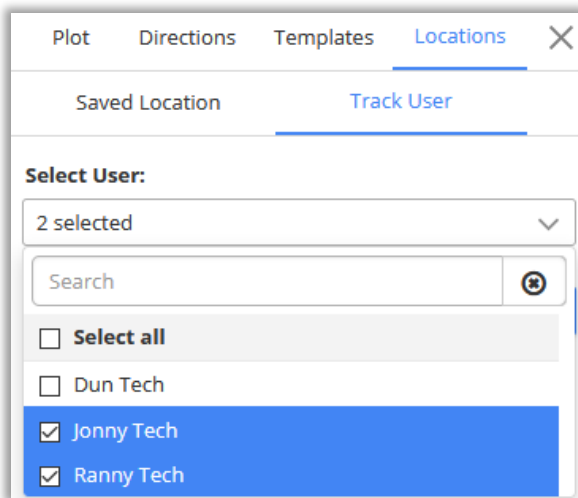 Plot Directions Templates Locations
Saved Location Track User
Select User:
2 selected
Search
Select all
Dun Tech
Jonny Tech
Ranny Tech